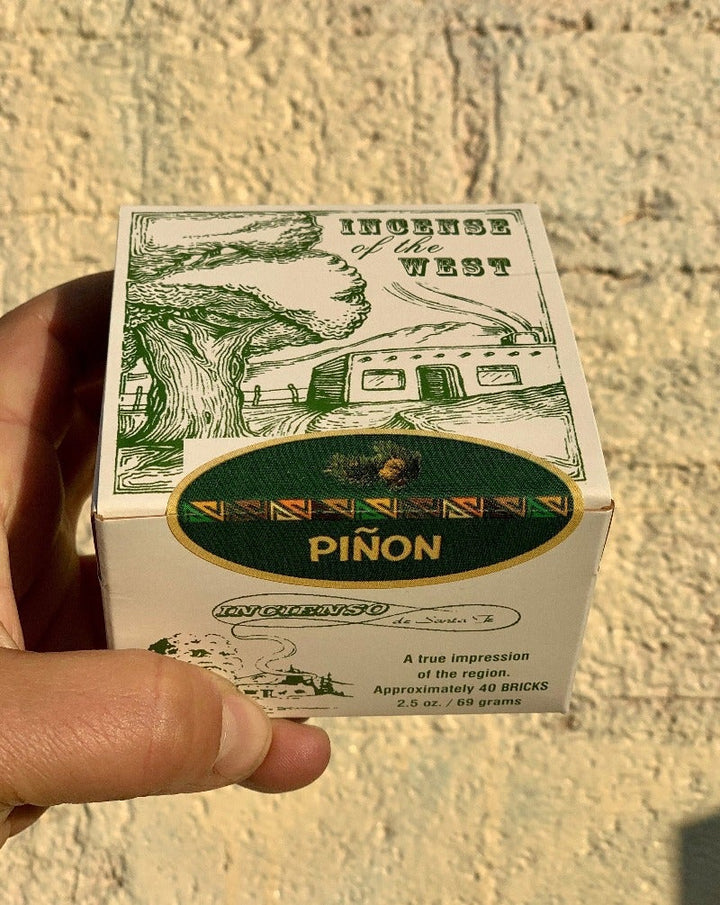 INCENSE
of the
WEST
PIÑON
INCIENSO de Santa Fe
A true impression
of the region.
Approximately 40 BRICKS
2.5 oz. / 69 grams